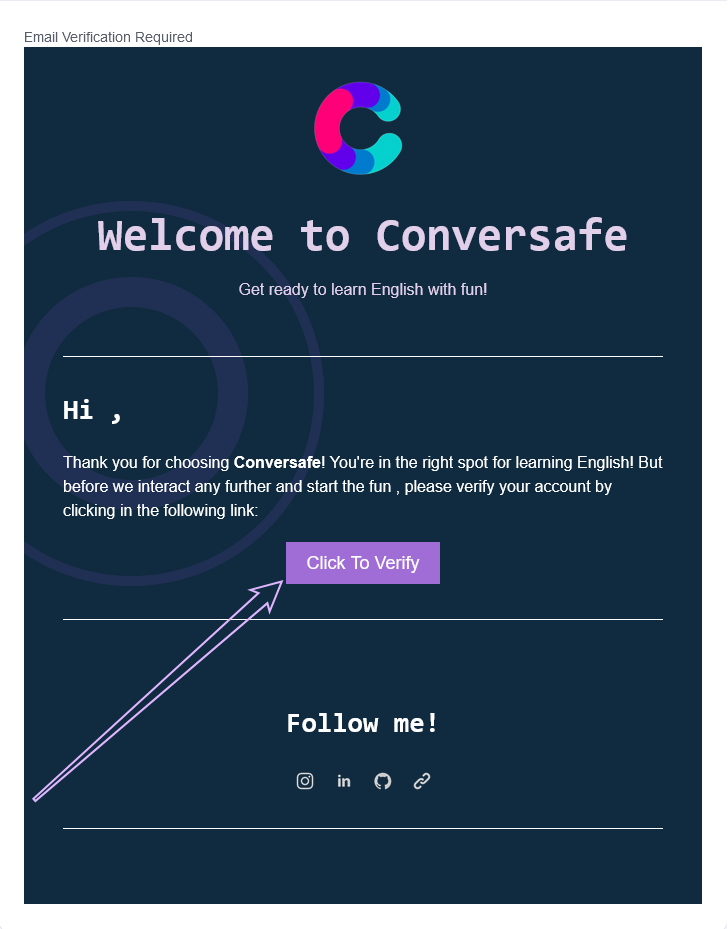 Email Verification Required
Welcome to Conversafe
Get ready to learn English with fun!
Hi ,
Thank you for choosing Conversafe! You're in the right spot for learning English! But
before we interact any further and start the fun , please verify your account by
clicking in the following link:
Click To Verify
Follow me!